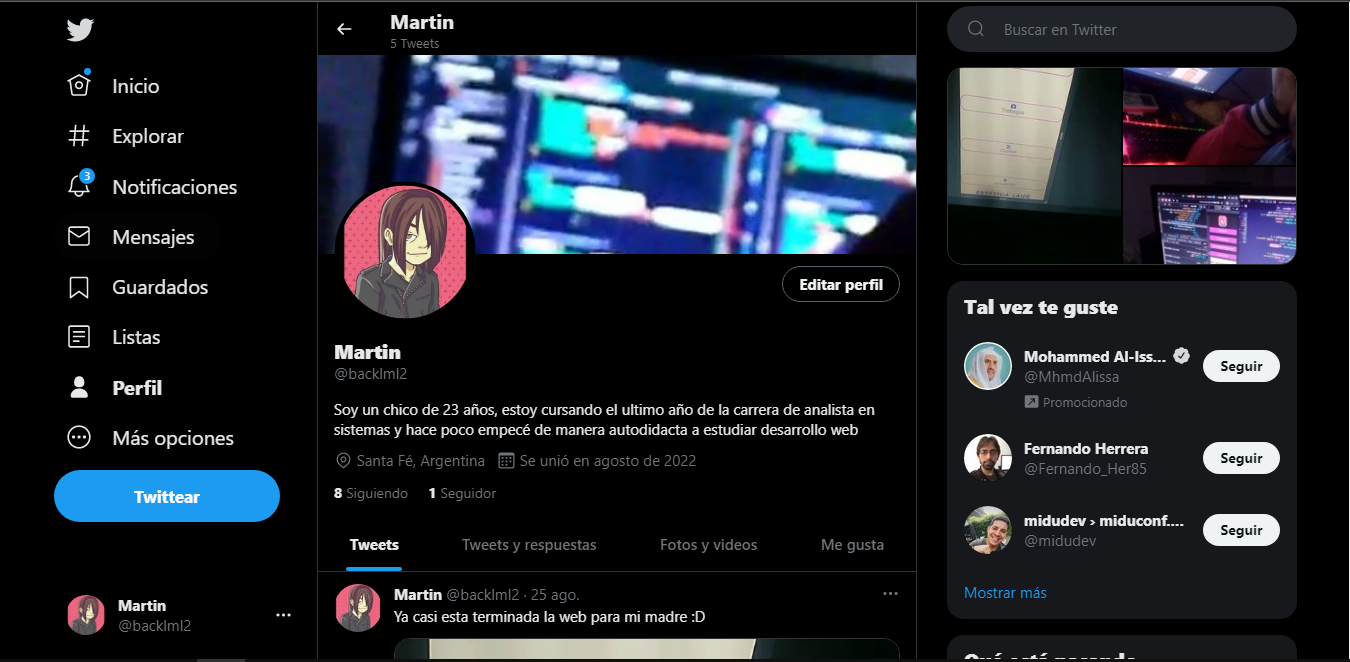 Inicio
Explorar
3
Notificaciones
Mensajes
Guardados
Listas
Perfil
Más opciones
Twittear
Martin
@backlml2
Martin
5 Tweets
Editar perfil
Martin
@backlml2
Soy un chico de 23 años, estoy cursando el ultimo año de la carrera de analista en
sistemas y hace poco empecé de manera autodidacta a estudiar desarrollo web
Santa Fé, Argentina Se unió en agosto de 2022
8 Siguiendo 1 Seguidor
Tweets Tweets y respuestas Fotos y videos Me gusta
Martin @backlml2 · 25 ago.
Ya casi esta terminada la web para mi madre :D
Buscar en Twitter
Tal vez te guste
Mohammed Al-Iss...
@MhmdAlissa
Seguir
Promocionado
Fernando Herrera
@Fernando_Her85
Seguir
midudev › miduconf....
@midudev
Seguir
Mostrar más
Qué está pasando